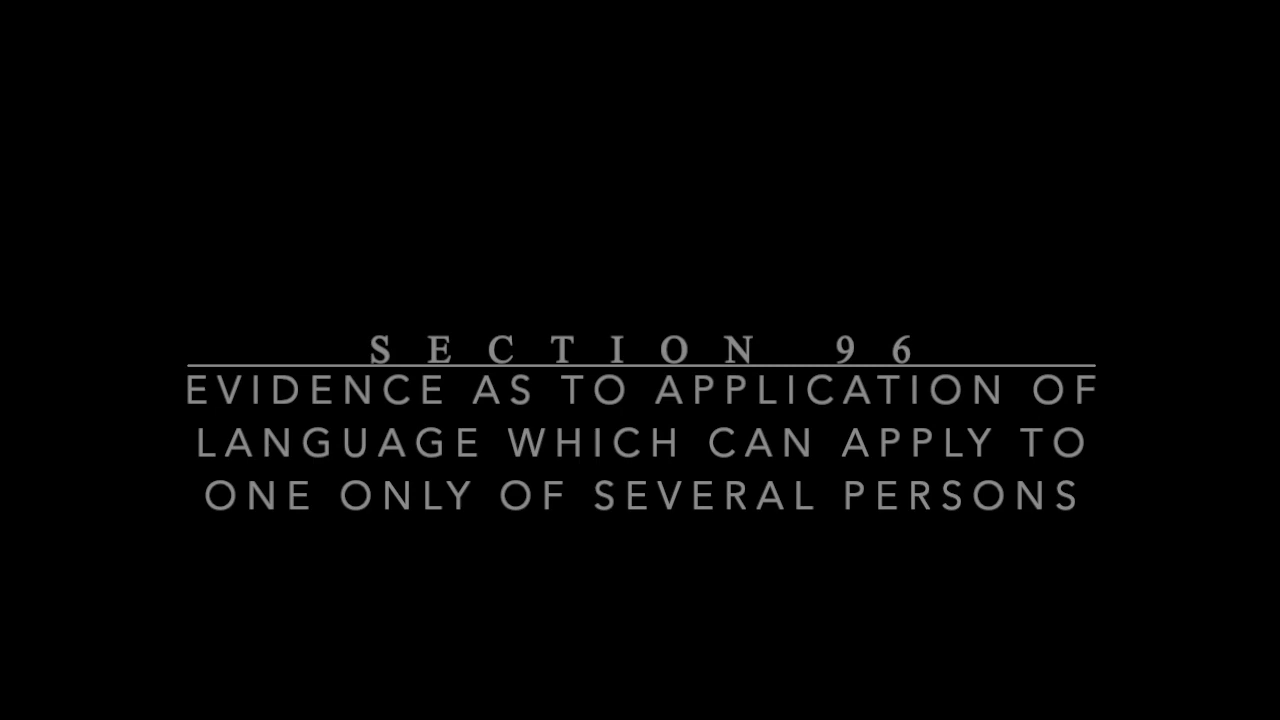 SECTION 96
EVIDENCE AS TO APPLICATION OF
LANGUAGE WHICH CAN APPLY TO
ONE ONLY OF SEVERAL PERSONS